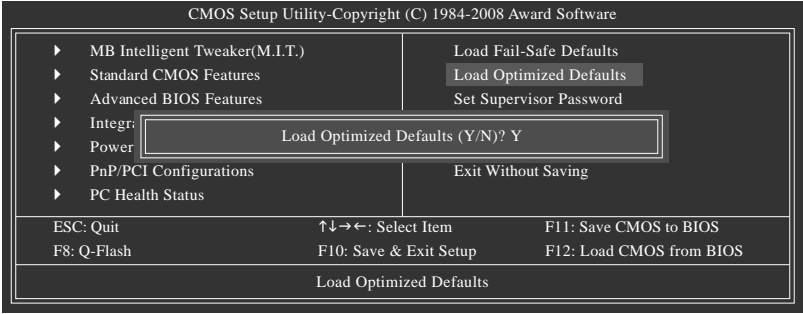 CMOS Setup Utility-Copyright (C) 1984-2008 Award Software
MB Intelligent Tweaker(M.I.T.)
Standard CMOS Features
Advanced BIOS Features
Power
PnP/PCI Configurations
PC Health Status
Load Fail-Safe Defaults
Load Optimized Defaults
Set Supervisor Password
Exit Without Saving
Load Optimized Defaults (Y/N)? Y
ESC: Quit
↑↓→←: Select Item
F11: Save CMOS to BIOS
F8: Q-Flash
F10: Save & Exit Setup
F12: Load CMOS from BIOS
Load Optimized Defaults